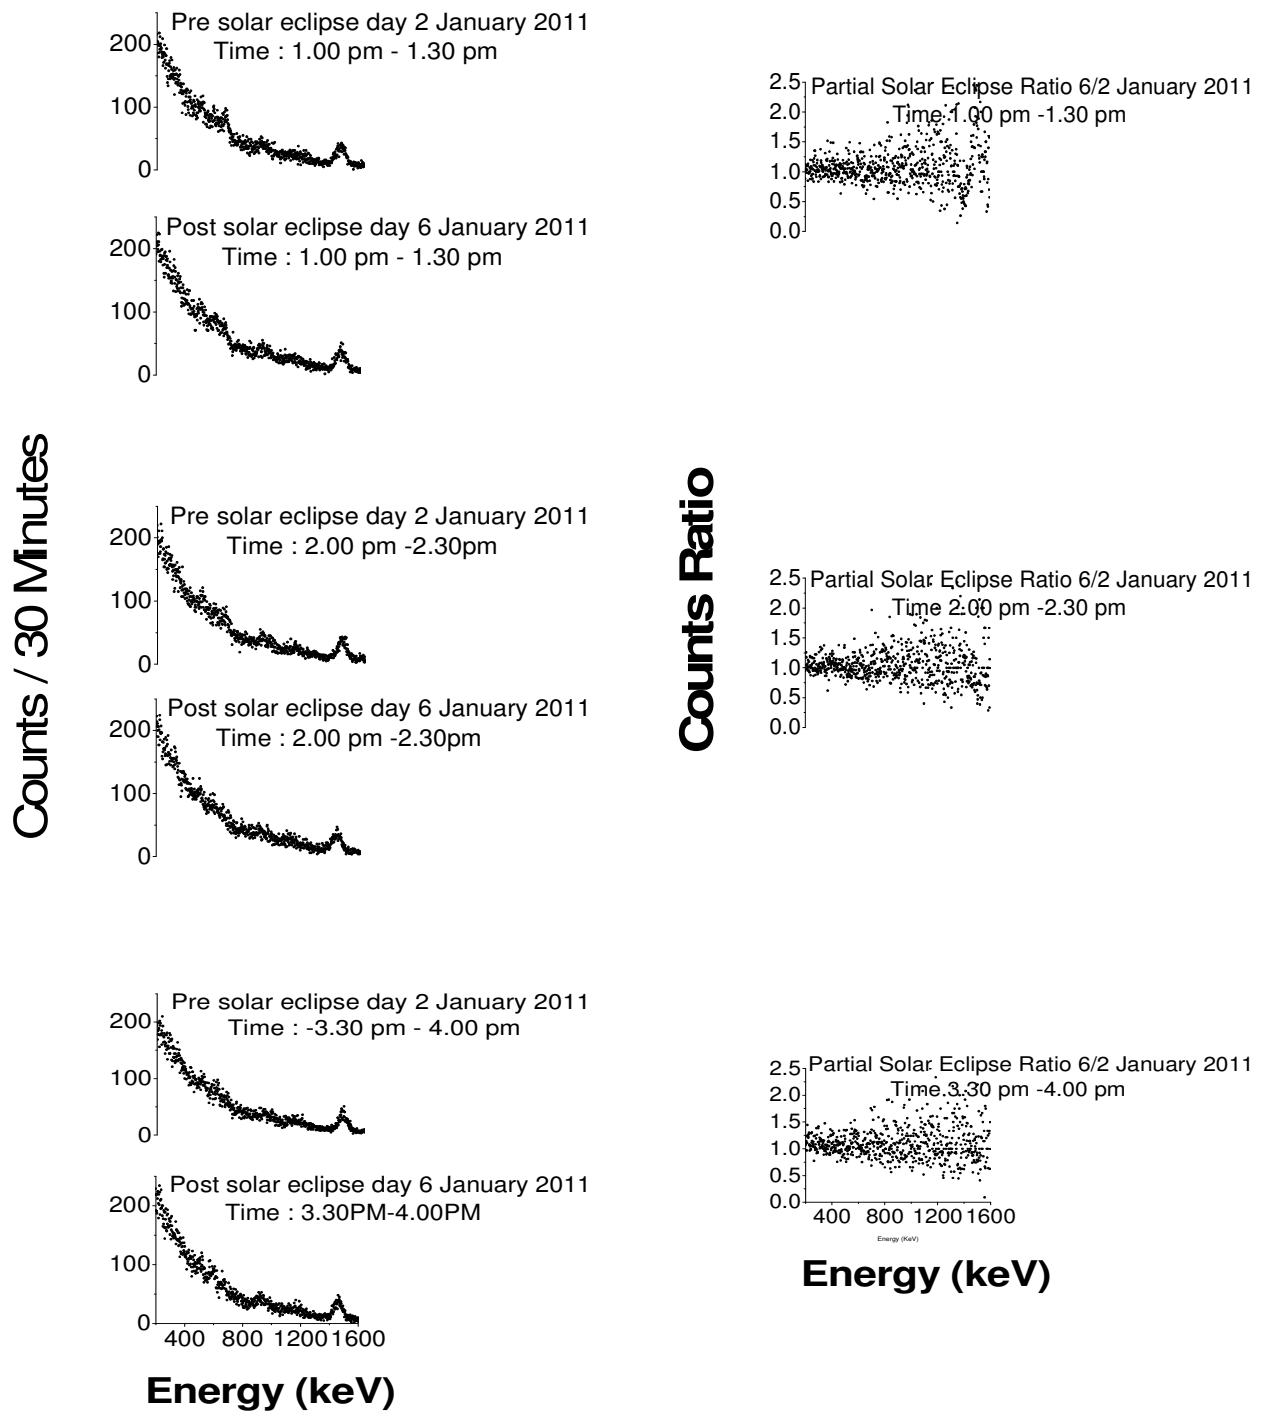 Counts / 30 Minutes
Pre solar eclipse day 2 January 2011
Time : 1.00 pm - 1.30 pm
200
100
0
Post solar eclipse day 6 January 2011
Time : 1.00 pm - 1.30 pm
200
100
0
Pre solar eclipse day 2 January 2011
Time : 2.00 pm -2.30pm
200
100
0
Post solar eclipse day 6 January 2011
Time : 2.00 pm -2.30pm
200
100
0
Pre solar eclipse day 2 January 2011
Time : -3.30 pm - 4.00 pm
200
100
0
Post solar eclipse day 6 January 2011
Time : 3.30PM-4.00PM
200
100
0
400 800 1200 1600
Energy (keV)
Counts Ratio
Partial Solar Eclipse Ratio 6/2 January 2011
Time 1.00 pm -1.30 pm
2.5
2.0
1.5
1.0
0.5
0.0
Partial Solar Eclipse Ratio 6/2 January 2011
Time 2.00 pm -2.30 pm
2.5
2.0
1.5
1.0
0.5
0.0
Partial Solar Eclipse Ratio 6/2 January 2011
Time 3.30 pm -4.00 pm
2.5
2.0
1.5
1.0
0.5
0.0
400 800 1200 1600
Energy (KeV)
Energy (keV)